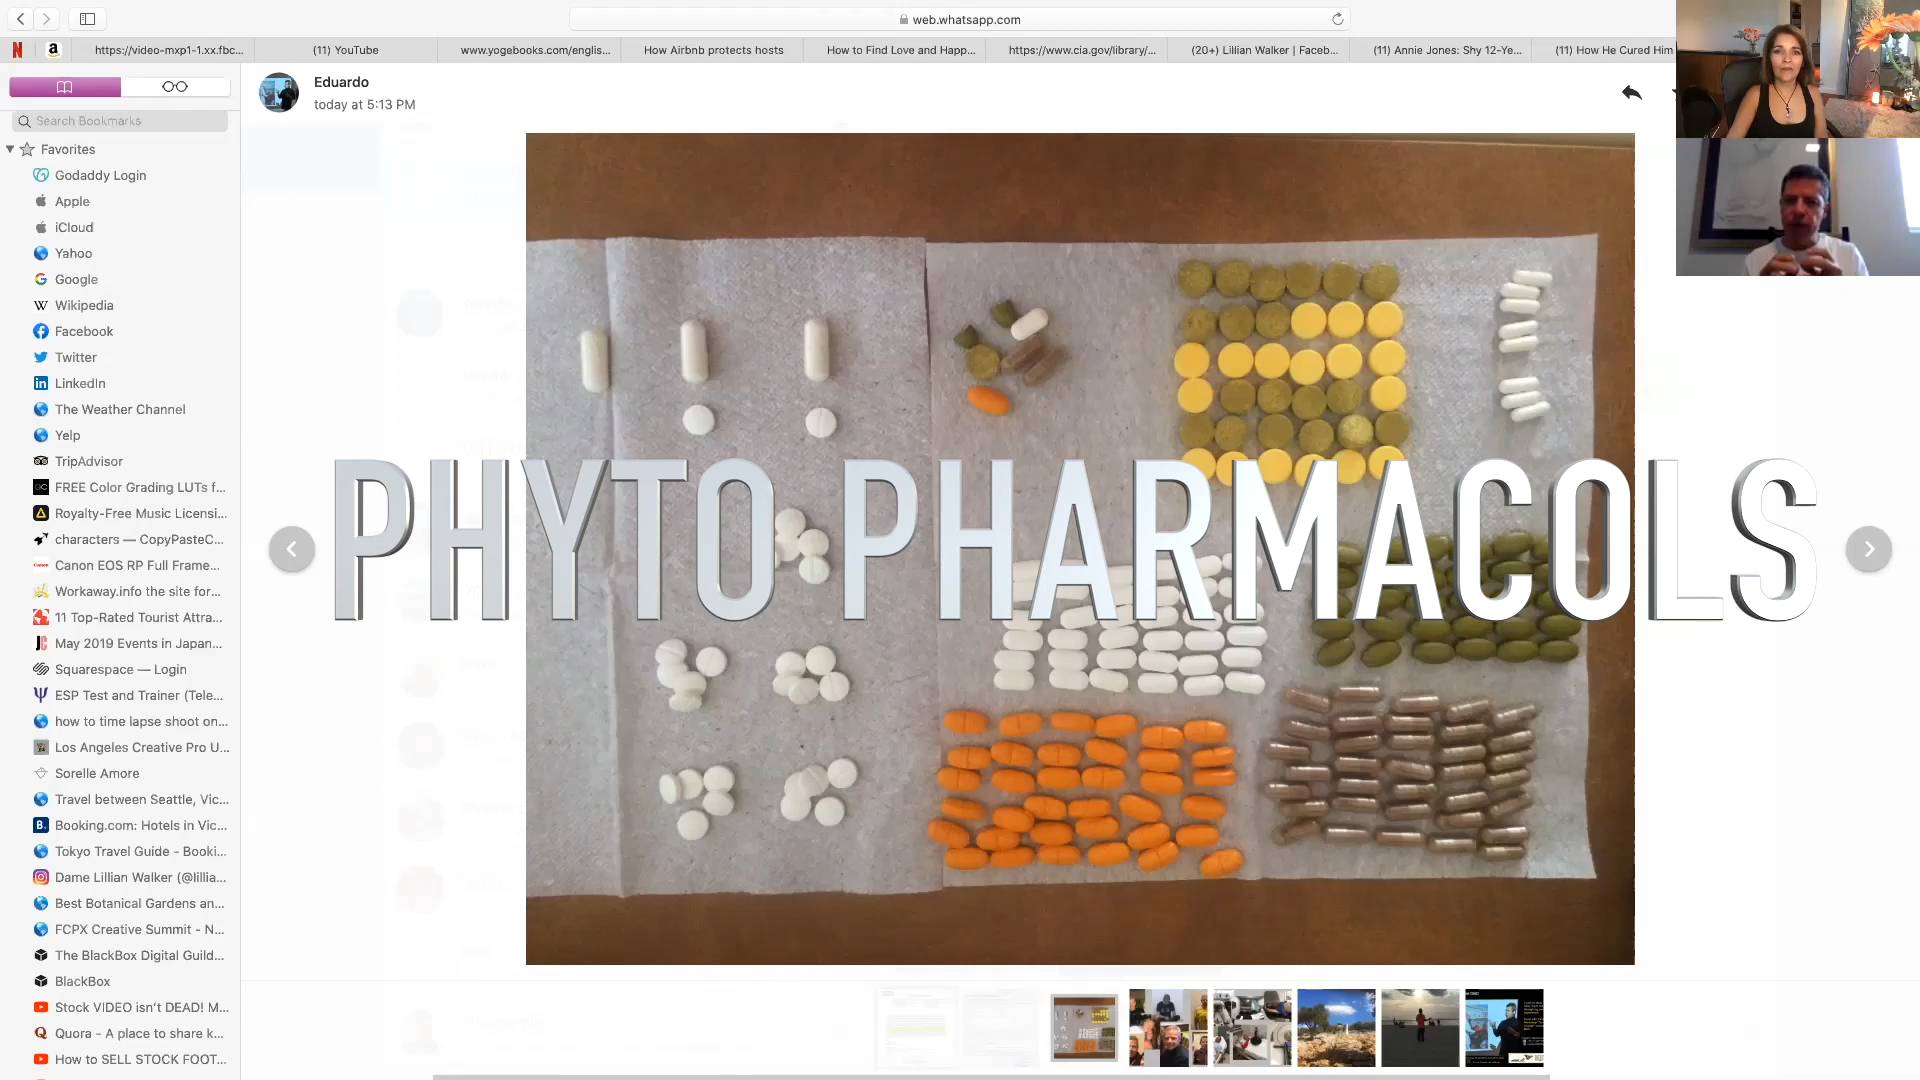 web.whatsapp.com
N
a
https://video-mxp1-1.xx.fbc...
(11) YouTube
www.yogebooks.com/englis...
How Airbnb protects hosts
How to Find Love and Happ...
https://www.cia.gov/library/...
(20+) Lillian Walker | Faceb...
(11) Annie Jones: Shy 12-Ye...
(11) How He Cured Him
Eduardo
today at 5:13 PM
Search Bookmarks
Favorites
Godaddy Login
Apple
iCloud
Yahoo
Google
Wikipedia
Facebook
Twitter
LinkedIn
The Weather Channel
Yelp
TripAdvisor
FREE Color Grading LUTs f...
Royalty-Free Music Licensi...
characters — CopyPasteC...
Canon EOS RP Full Frame...
Workaway.info the site for...
11 Top-Rated Tourist Attra...
May 2019 Events in Japan...
Squarespace — Login
ESP Test and Trainer (Tele...
how to time lapse shoot on...
Los Angeles Creative Pro U...
Sorelle Amore
Travel between Seattle, Vic...
Booking.com: Hotels in Vic...
Tokyo Travel Guide - Booki...
Dame Lillian Walker (@lillia...
Best Botanical Gardens an...
FCPX Creative Summit - N...
The BlackBox Digital Guild...
BlackBox
Stock VIDEO isn't DEAD! M...
Quora - A place to share k...
How to SELL STOCK FOOT...
PHYTO PHARMACOLS